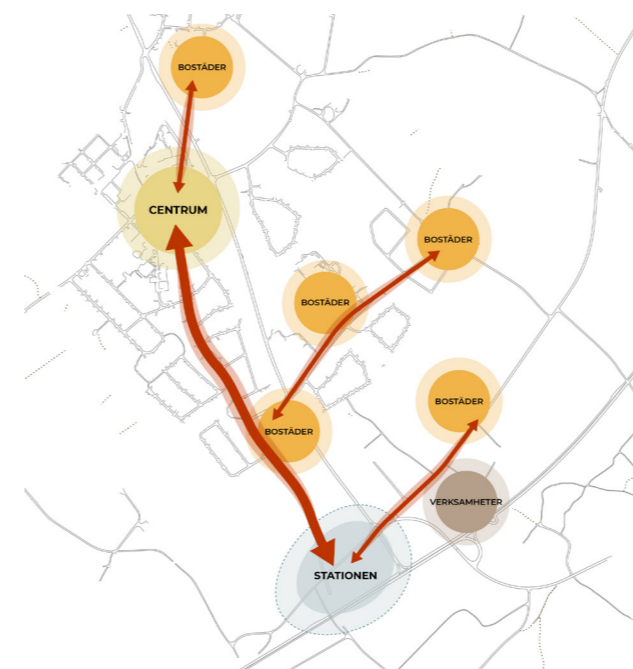 BOSTÄDER
CENTRUM
BOSTÄDER
BOSTÄDER
BOSTÄDER
BOSTÄDER
VERKSAMHETER
STATIONEN